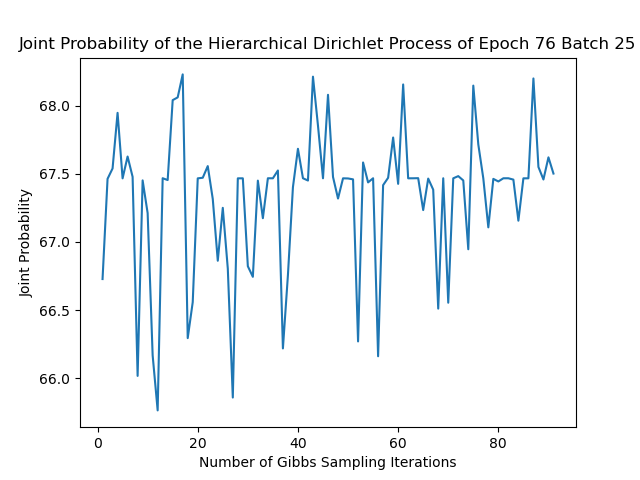 Joint Probability of the Hierarchical Dirichlet Process of Epoch 76 Batch 25
68.0
67.5
67.0
66.5
66.0
Joint Probability
0 20 40 60 80
Number of Gibbs Sampling Iterations